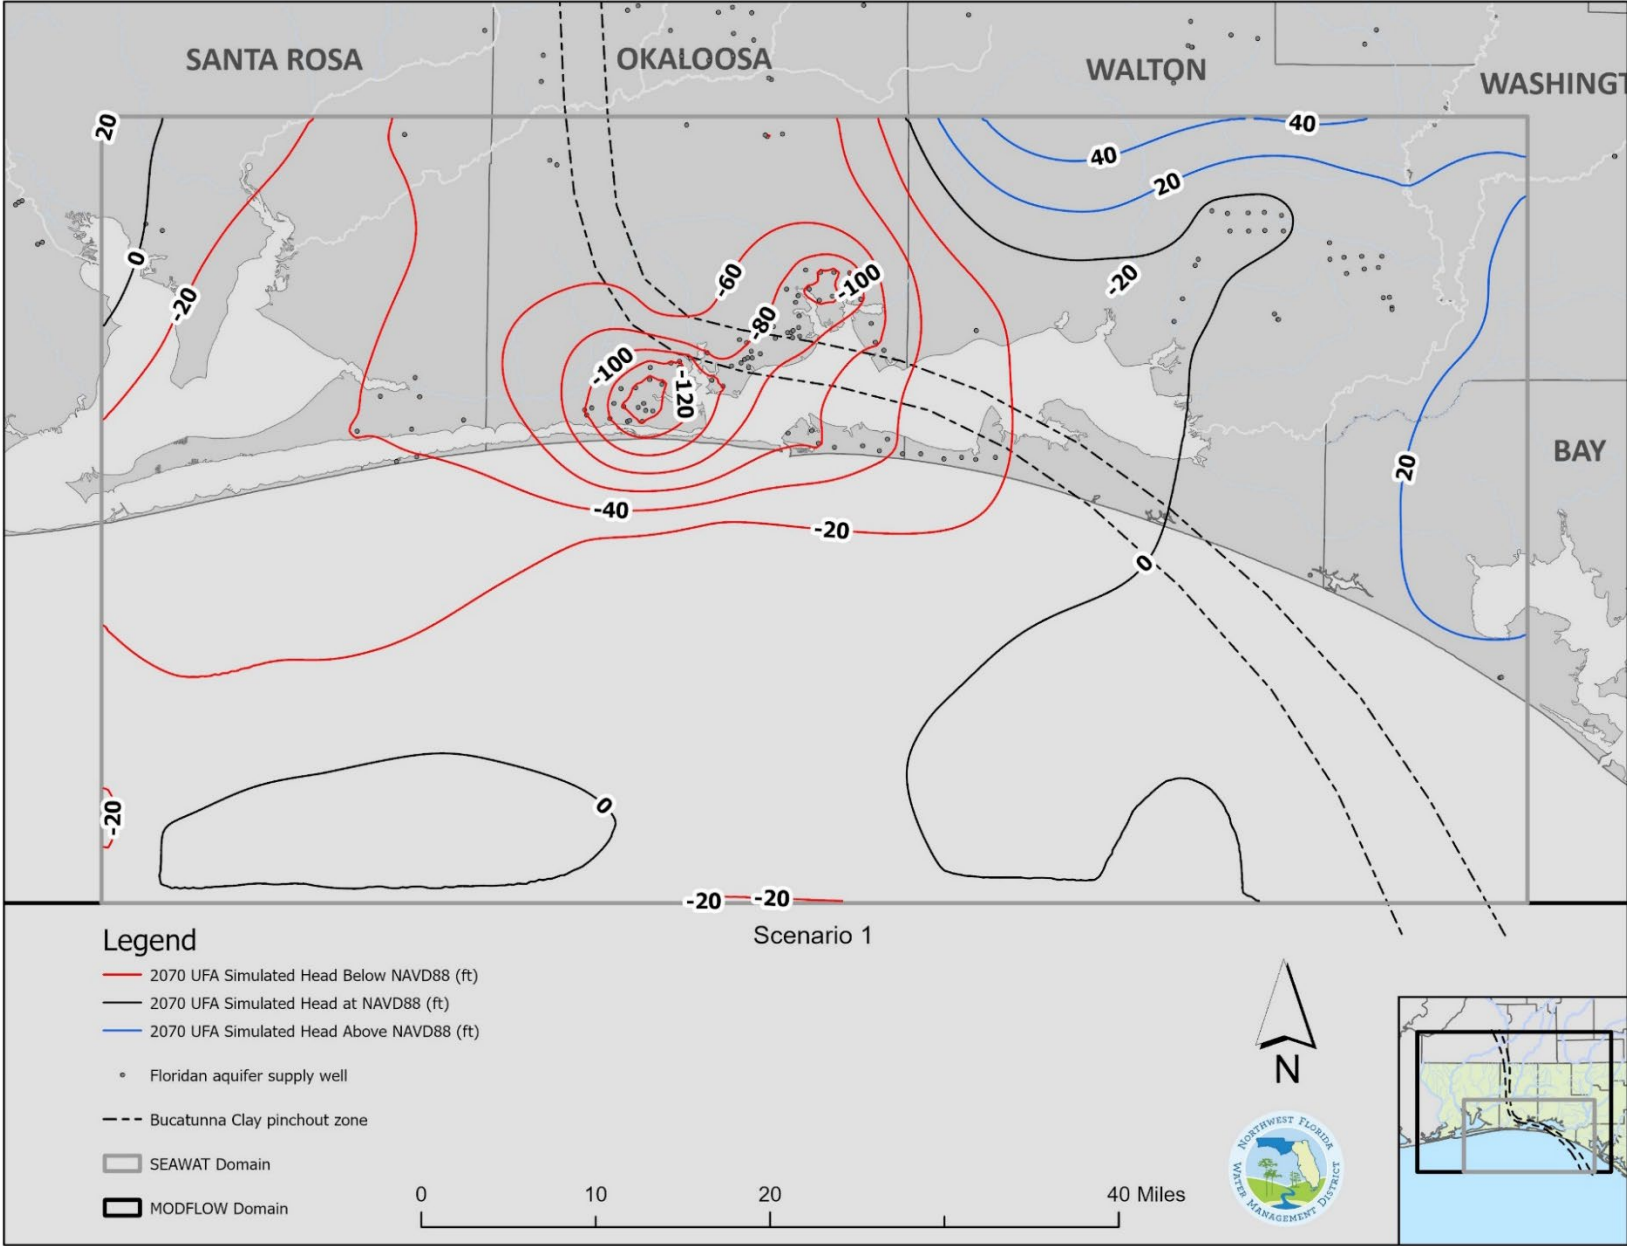 SANTA ROSA
OKALOOSA
WALTON
WASHINGT
20
40
40
20
0
-20
-60
-100
-20
-80
-100
-120
20
BAY
-40
-20
0
-20
0
-20
-20
Scenario 1
Legend
2070 UFA Simulated Head Below NAVD88 (ft)
2070 UFA Simulated Head at NAVD88 (ft)
2070 UFA Simulated Head Above NAVD88 (ft)
Floridan aquifer supply well
Bucatunna Clay pinchout zone
SEAWAT Domain
MODFLOW Domain
0 10 20 40 Miles
N
NORTHWEST FLORIDA
WATER MANAGEMENT DISTRICT